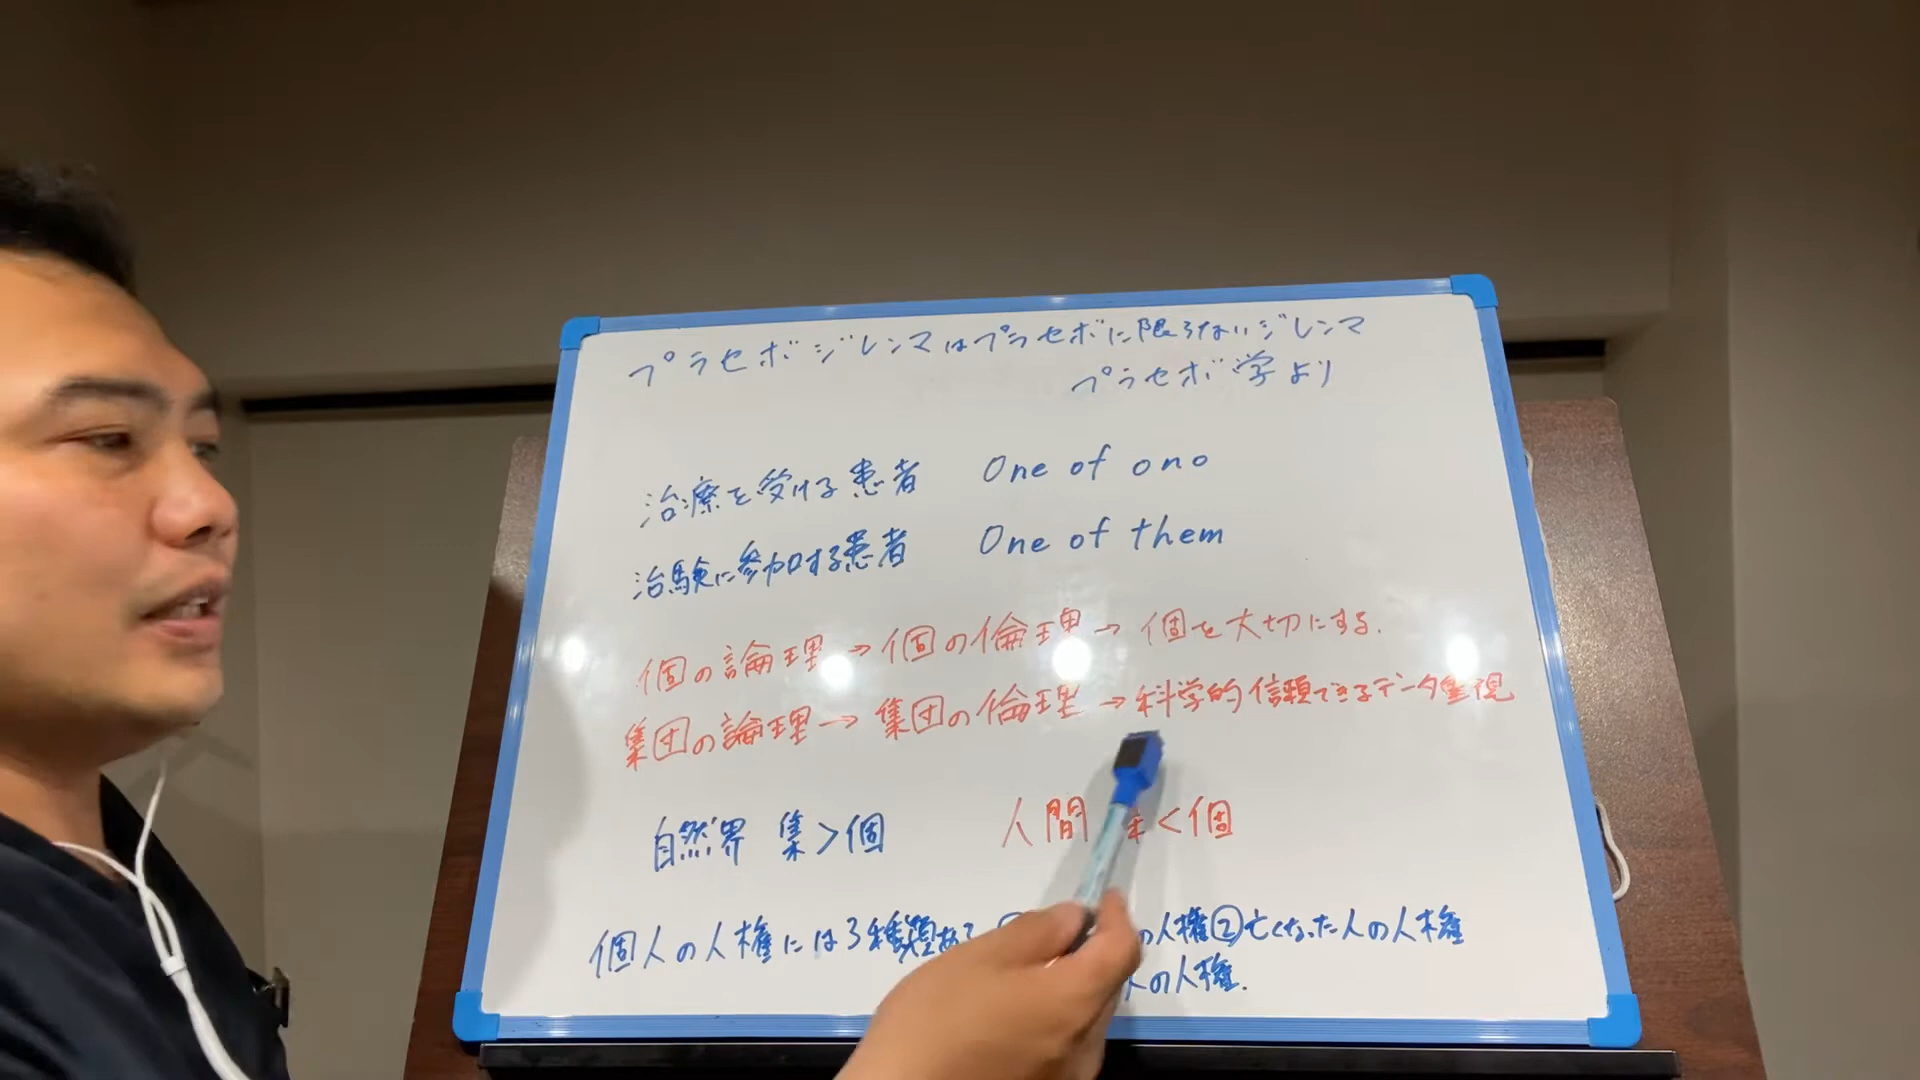 プラセボジレンマはプラセボに限らないジレンマ
プラセボ学より
治療を受ける患者 One of ono
治験に参加する患者 One of them
個の論理→個の倫理→個を大切にする.
集団の論理→集団の倫理→科学的信頼できるデータ重視
自然界 集>個 人間 集<個
個人の人権には3種類ある の人権②亡くなった人の人権
人の人権.